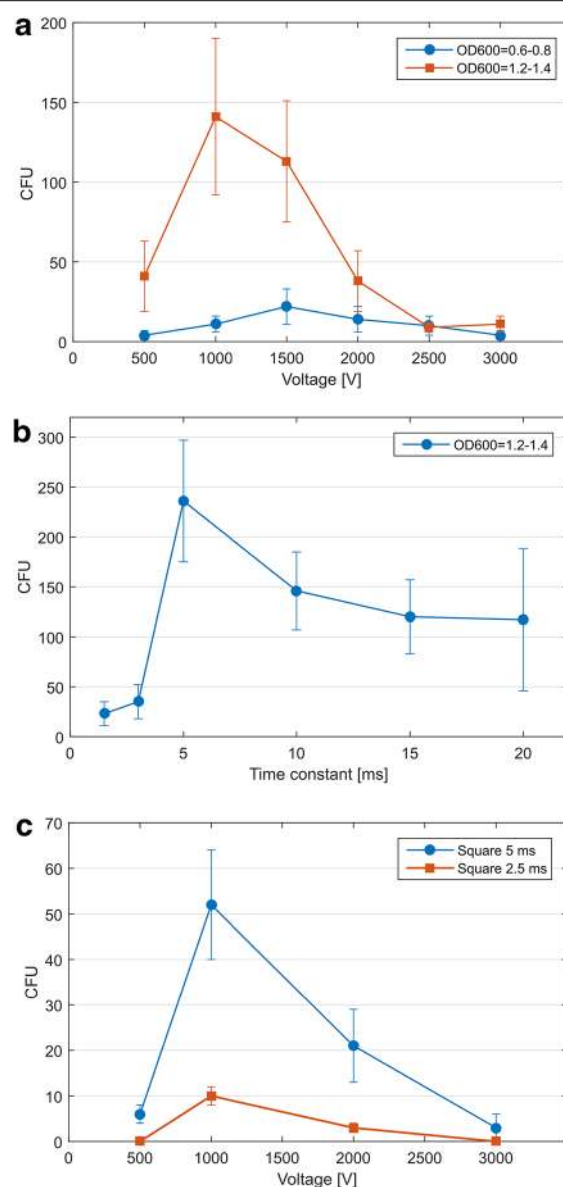 a
200
150
100
50
0
CFU
OD600=0.6-0.8
OD600=1.2-1.4
0 500 1000 1500 2000 2500 3000
Voltage [V]
b
300
250
200
150
100
50
0
CFU
OD600=1.2-1.4
0 5 10 15 20
Time constant [ms]
c
70
60
50
40
30
20
10
0
CFU
Square 5 ms
Square 2.5 ms
0 500 1000 1500 2000 2500 3000
Voltage [V]